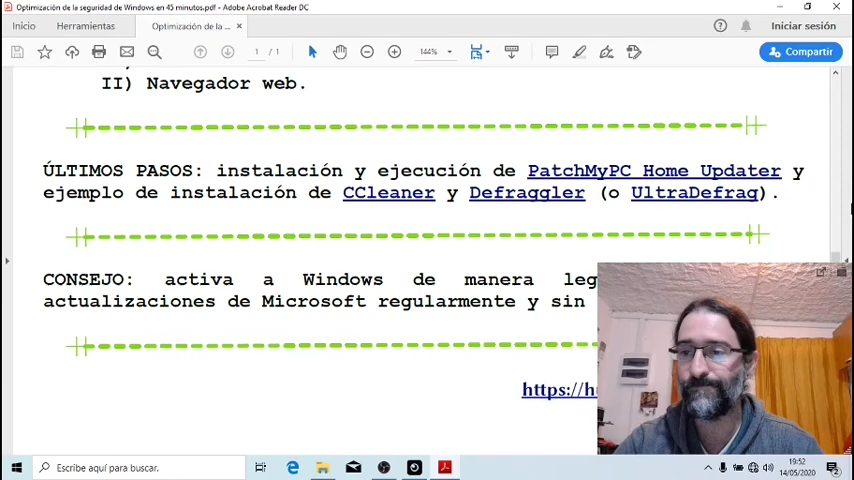 Optimización de la seguridad de Windows en 45 minutos.pdf - Adobe Acrobat Reader DC
Inicio Herramientas Optimización de la ... × Iniciar sesión
1 / 1 144% Compartir
II) Navegador web.
ÚLTIMOS PASOS: instalación y ejecución de PatchMyPC Home Updater y
ejemplo de instalación de CCleaner y Defraggler (o UltraDefrag).
CONSEJO: activa a Windows de manera leg
actualizaciones de Microsoft regularmente y sin
https://h
Escribe aquí para buscar.
19:52
14/05/2020